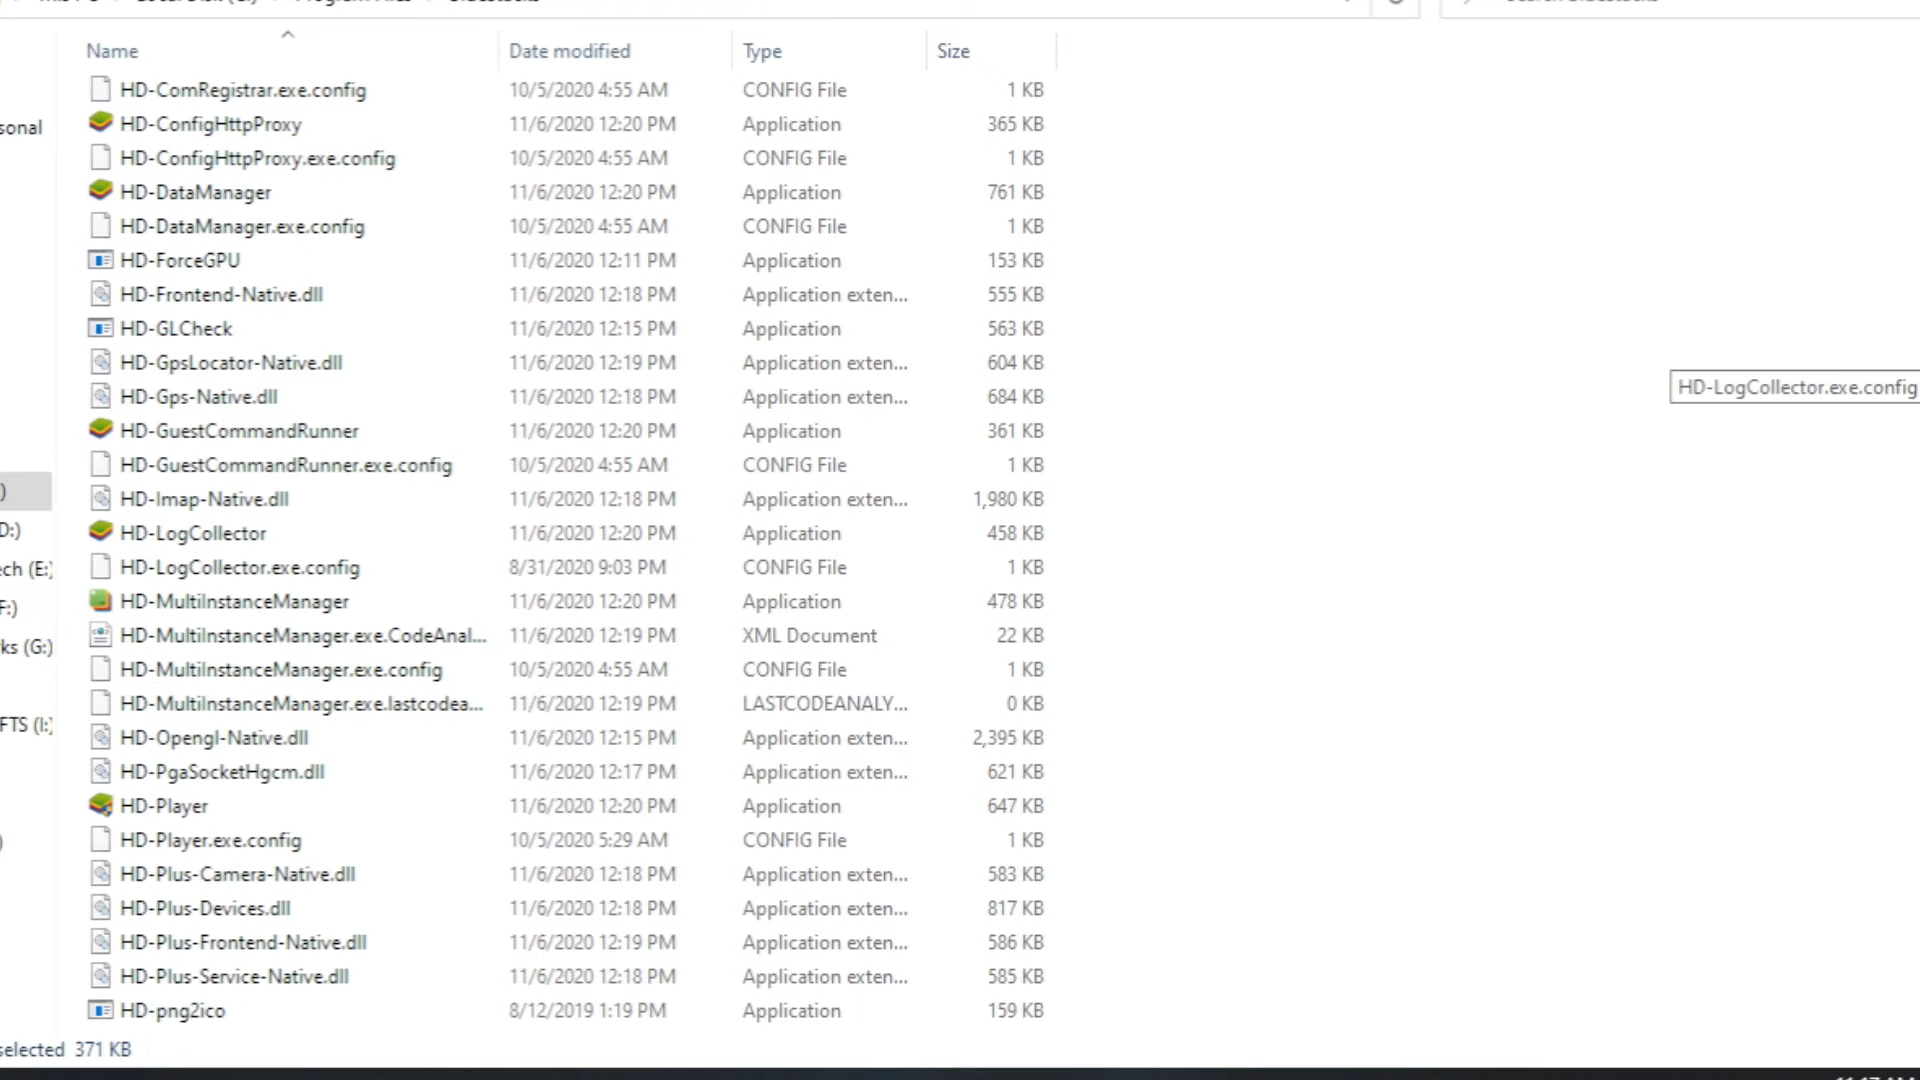 Name Date modified Type Size
HD-ComRegistrar.exe.config 10/5/2020 4:55 AM CONFIG File 1 KB
HD-ConfigHttpProxy 11/6/2020 12:20 PM Application 365 KB
HD-ConfigHttpProxy.exe.config 10/5/2020 4:55 AM CONFIG File 1 KB
HD-DataManager 11/6/2020 12:20 PM Application 761 KB
HD-DataManager.exe.config 10/5/2020 4:55 AM CONFIG File 1 KB
HD-ForceGPU 11/6/2020 12:11 PM Application 153 KB
HD-Frontend-Native.dll 11/6/2020 12:18 PM Application exten... 555 KB
HD-GLCheck 11/6/2020 12:15 PM Application 563 KB
HD-GpsLocator-Native.dll 11/6/2020 12:19 PM Application exten... 604 KB
HD-LogCollector.exe.config
HD-Gps-Native.dll 11/6/2020 12:18 PM Application exten... 684 KB
HD-GuestCommandRunner 11/6/2020 12:20 PM Application 361 KB
HD-GuestCommandRunner.exe.config 10/5/2020 4:55 AM CONFIG File 1 KB
HD-Imap-Native.dll 11/6/2020 12:18 PM Application exten... 1,980 KB
HD-LogCollector 11/6/2020 12:20 PM Application 458 KB
HD-LogCollector.exe.config 8/31/2020 9:03 PM CONFIG File 1 KB
HD-MultiInstanceManager 11/6/2020 12:20 PM Application 478 KB
HD-MultiInstanceManager.exe.CodeAnal... 11/6/2020 12:19 PM XML Document 22 KB
HD-MultiInstanceManager.exe.config 10/5/2020 4:55 AM CONFIG File 1 KB
HD-MultiInstanceManager.exe.lastcodea... 11/6/2020 12:19 PM LASTCODEANALY... 0 KB
HD-Opengl-Native.dll 11/6/2020 12:15 PM Application exten... 2,395 KB
HD-PgaSocketHgcm.dll 11/6/2020 12:17 PM Application exten... 621 KB
HD-Player 11/6/2020 12:20 PM Application 647 KB
HD-Player.exe.config 10/5/2020 5:29 AM CONFIG File 1 KB
HD-Plus-Camera-Native.dll 11/6/2020 12:18 PM Application exten... 583 KB
HD-Plus-Devices.dll 11/6/2020 12:18 PM Application exten... 817 KB
HD-Plus-Frontend-Native.dll 11/6/2020 12:19 PM Application exten... 586 KB
HD-Plus-Service-Native.dll 11/6/2020 12:18 PM Application exten... 585 KB
HD-png2ico 8/12/2019 1:19 PM Application 159 KB
sonal
)
D:)
ech (E:)
F:)
ks (G:)
FTS (I:)
)
selected 371 KB